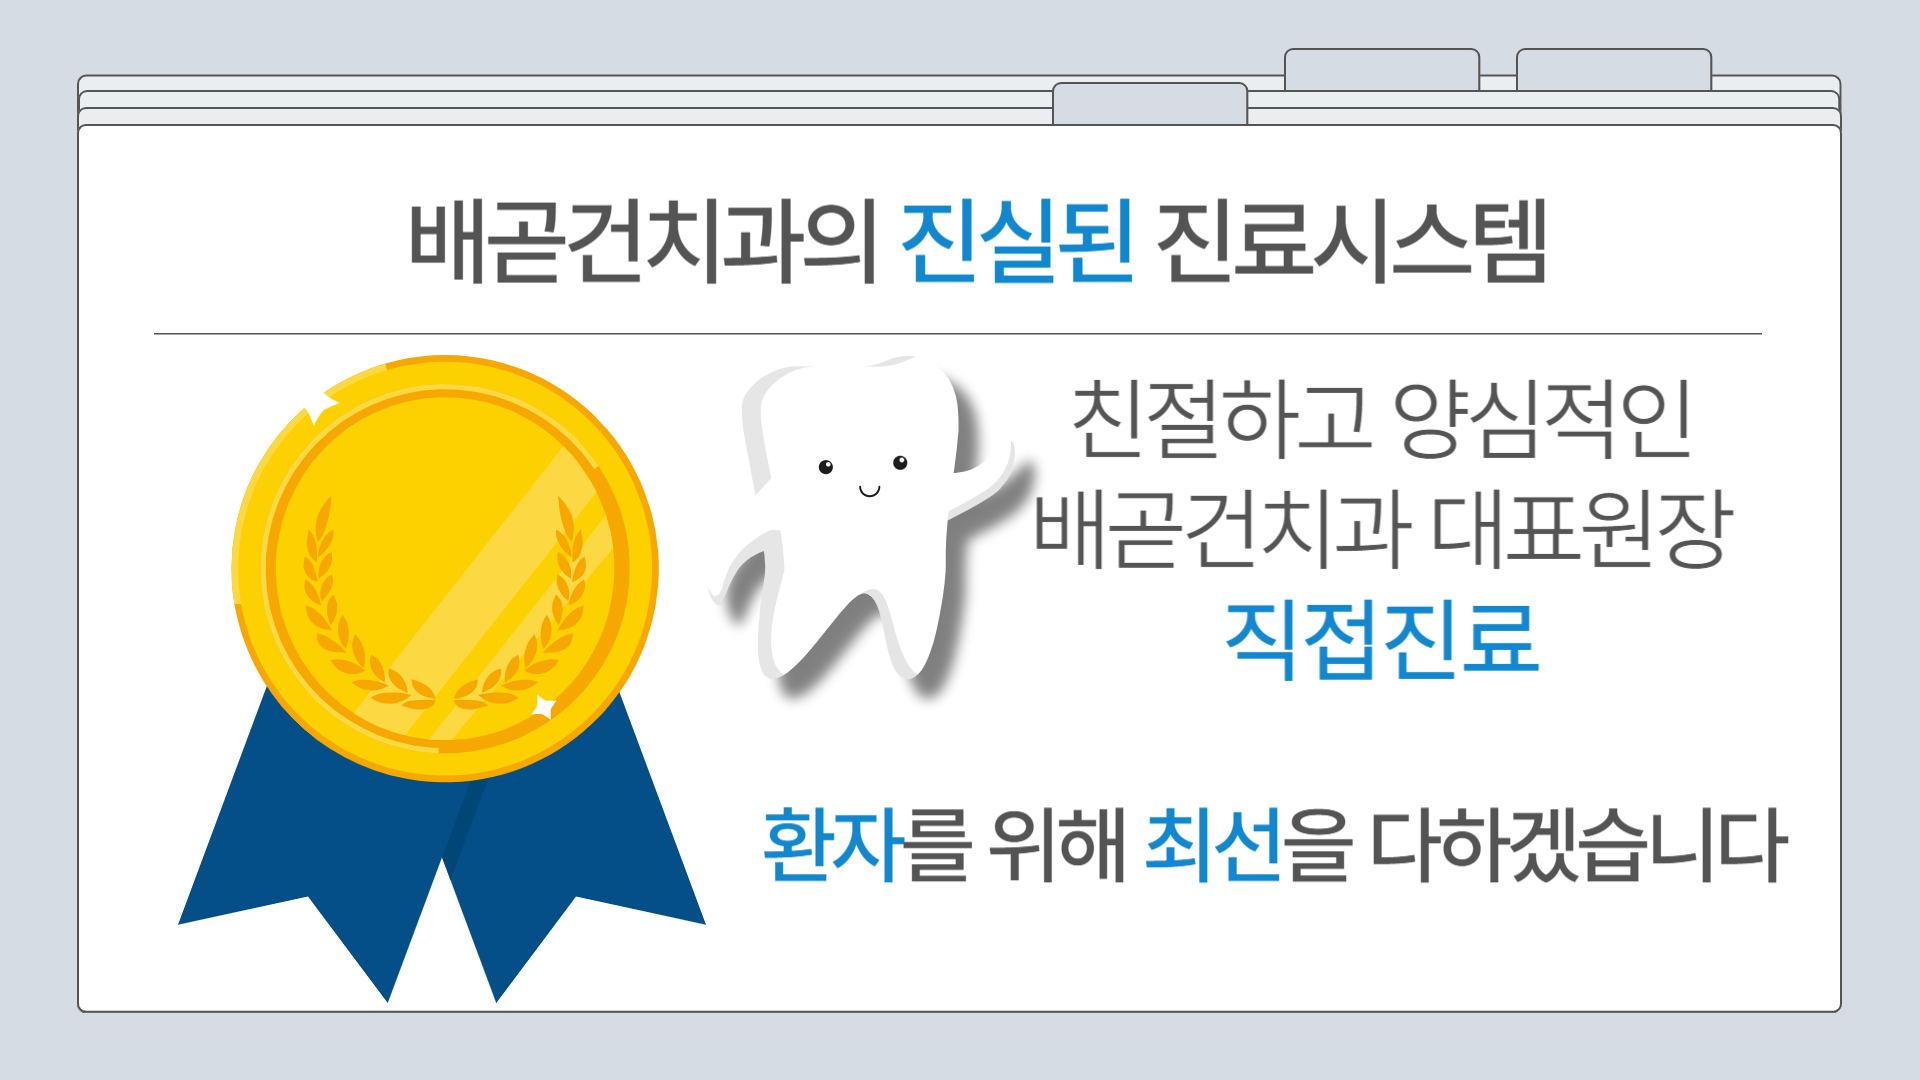 배곧건치과의 진실된 진료시스템
친절하고 양심적인
배곧건치과 대표원장
직접진료
환자를 위해 최선을 다하겠습니다